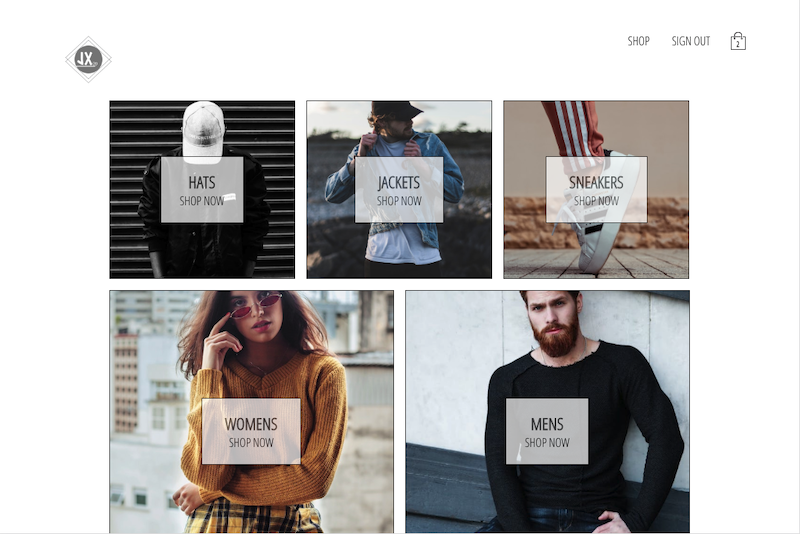 JX
SHOP
SIGN OUT
2
HATS
SHOP NOW
JACKETS
SHOP NOW
SNEAKERS
SHOP NOW
WOMENS
SHOP NOW
MENS
SHOP NOW